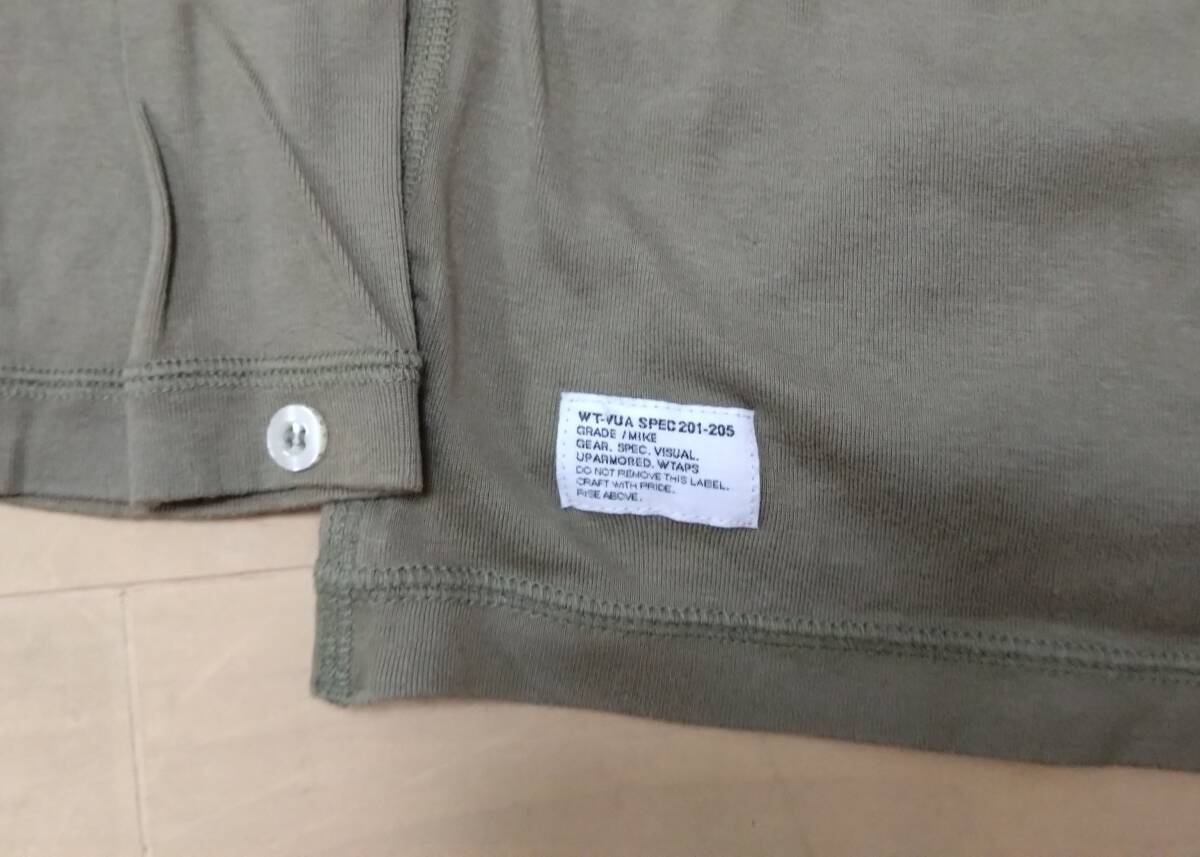 WT-VUA SPEC 201-205
GRADE / MIKE
GEAR. SPEC. VISUAL.
UPARMORED. WTAPS
DO NOT REMOVE THIS LABEL.
CRAFT WITH PRIDE.
RISE ABOVE.